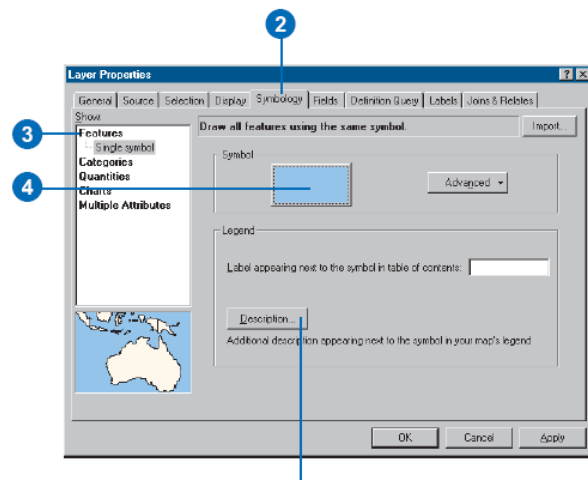 2
Layer Properties
General Source Selection Display Symbology Fields Definition Query Labels Joins & Relates
Show:
3
Features
Single symbol
Categories
Quantities
Charts
Multiple Attributes
Draw all features using the same symbol.
Import...
Symbol
4
Advanced
Legend
Label appearing next to the symbol in table of contents:
Description...
Additional description appearing next to the symbol in your map's legend
OK Cancel Apply